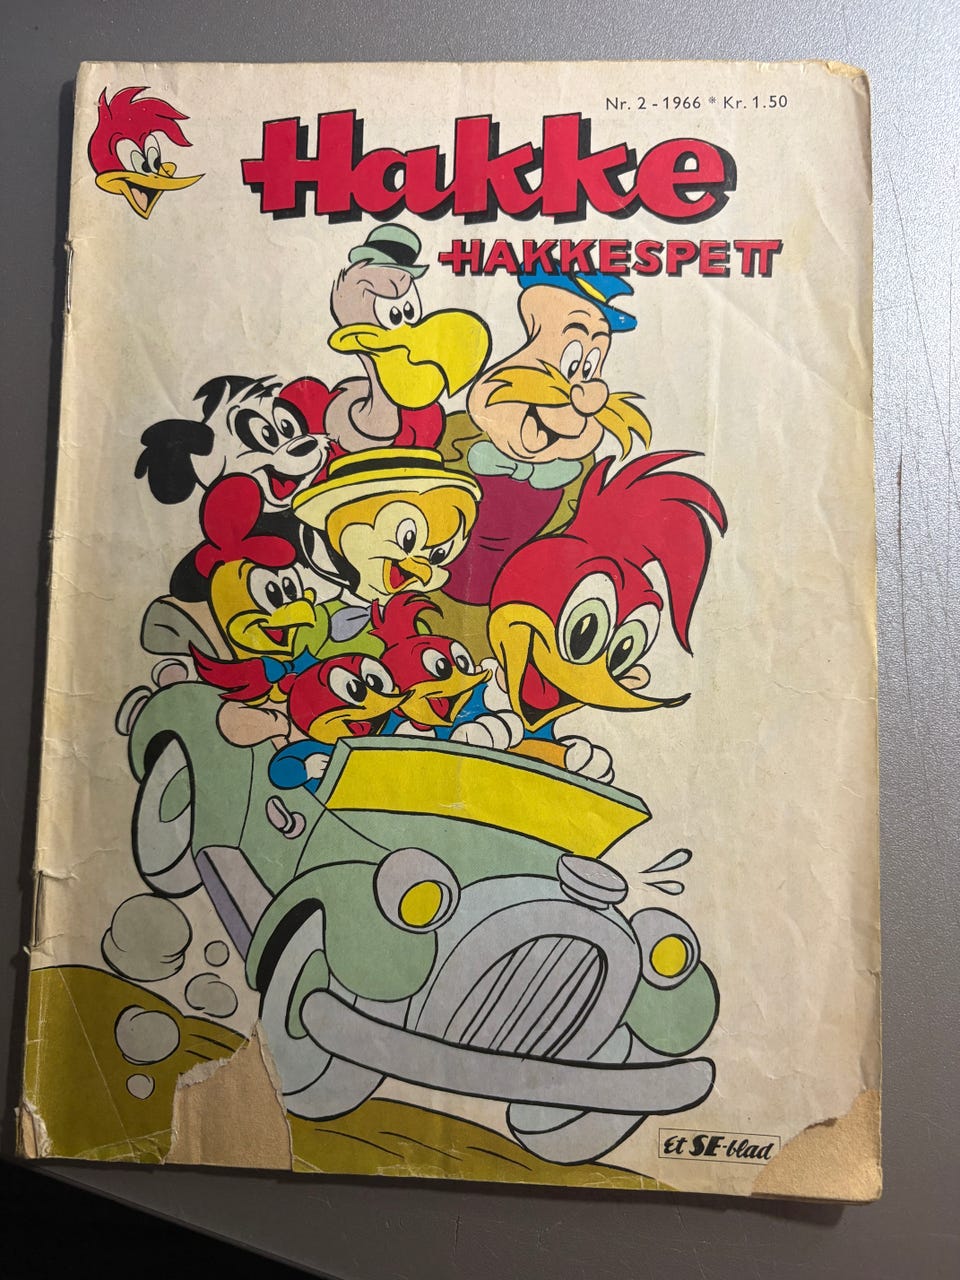 Nr. 2 - 1966 * Kr. 1.50
Hakke
HAKKESPETT
Et SE-blad